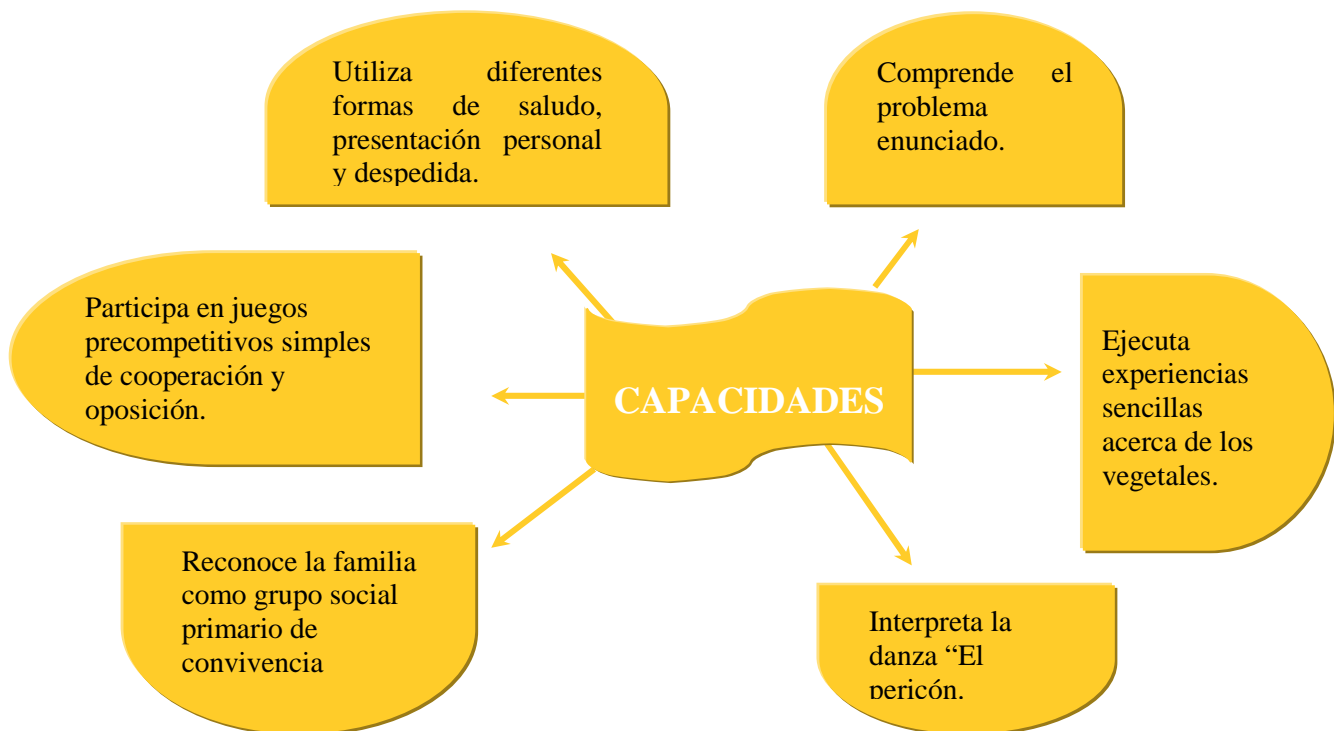 Utiliza diferentes
formas de saludo,
presentación personal
y despedida.
Comprende el
problema
enunciado.
Participa en juegos
precompetitivos simples
de cooperación y
oposición.
CAPACIDADES
Ejecuta
experiencias
sencillas
acerca de los
vegetales.
Reconoce la familia
como grupo social
primario de
convivencia
Interpreta la
danza “El
pericón.